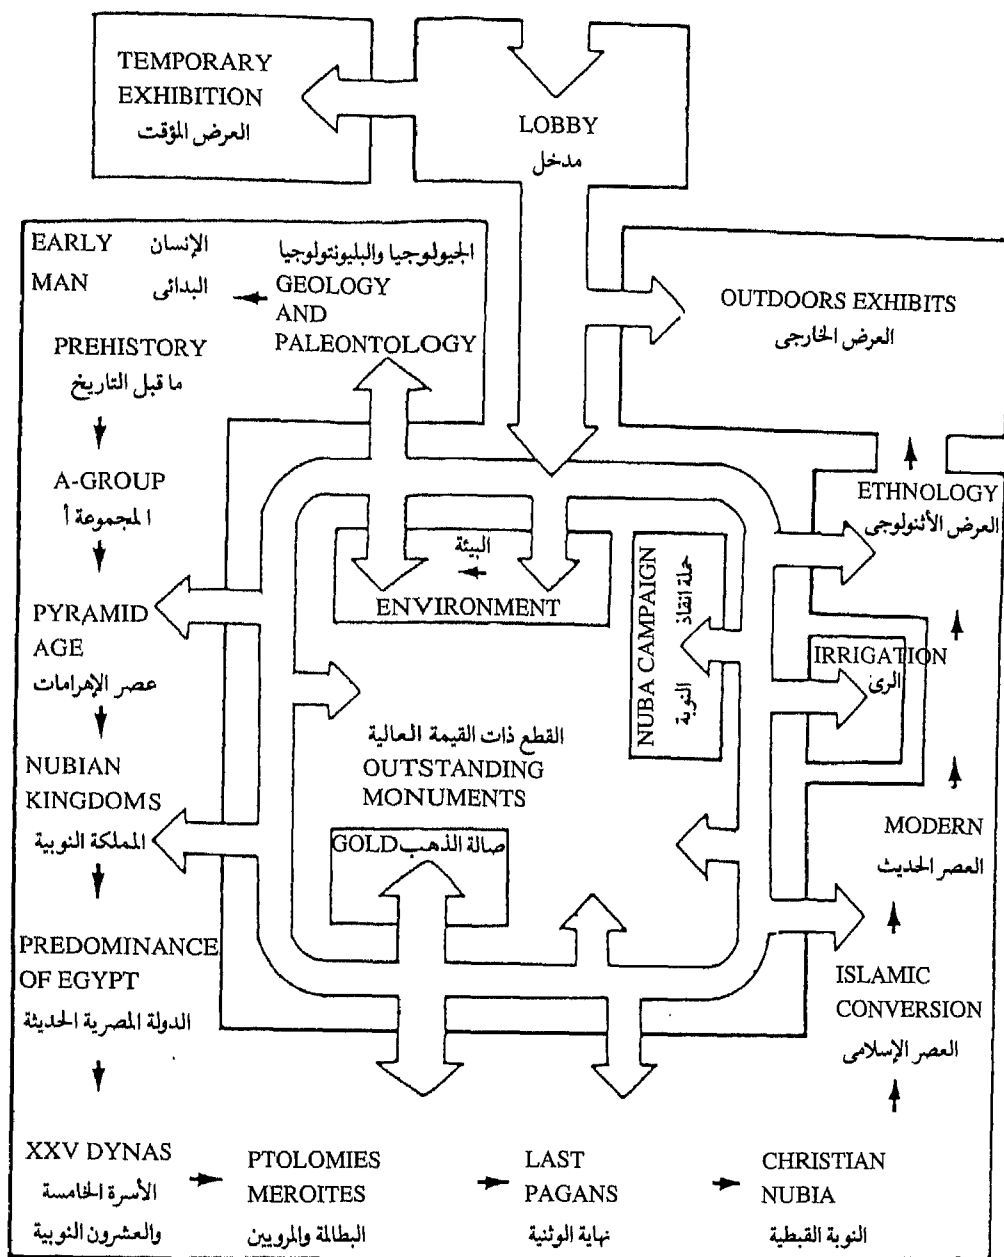 TEMPORARY
EXHIBITION
العرض المؤقت
LOBBY
مدخل
EARLY الإنسان
MAN البدائى
الجيولوجيا والبليونتولوجيا
GEOLOGY
AND
PALEONTOLOGY
OUTDOORS EXHIBITS
العرض الخارجى
PREHISTORY
ما قبل التاريخ
A-GROUP
المجموعة أ
PYRAMID
AGE
عصر الإهرامات
NUBIAN
KINGDOMS
المملكة النوبية
PREDOMINANCE
OF EGYPT
الدولة المصرية الحديثة
XXV DYNAS
الأسرة الخامسة
والعشرون النوبية
PTOLOMIES
MEROITES
البطالمة والمرويين
LAST
PAGANS
نهاية الوثنية
CHRISTIAN
NUBIA
النوبة القبطية
ISLAMIC
CONVERSION
العصر الإسلامى
MODERN
العصر الحديث
IRRIGATION
الرى
ETHNOLOGY
العرض الأثنولوجى
البيئة
ENVIRONMENT
NUBA CAMPAIGN
حملة انقاذ النوبة
القطع ذات القيمة العالية
OUTSTANDING
MONUMENTS
GOLD صالة الذهب